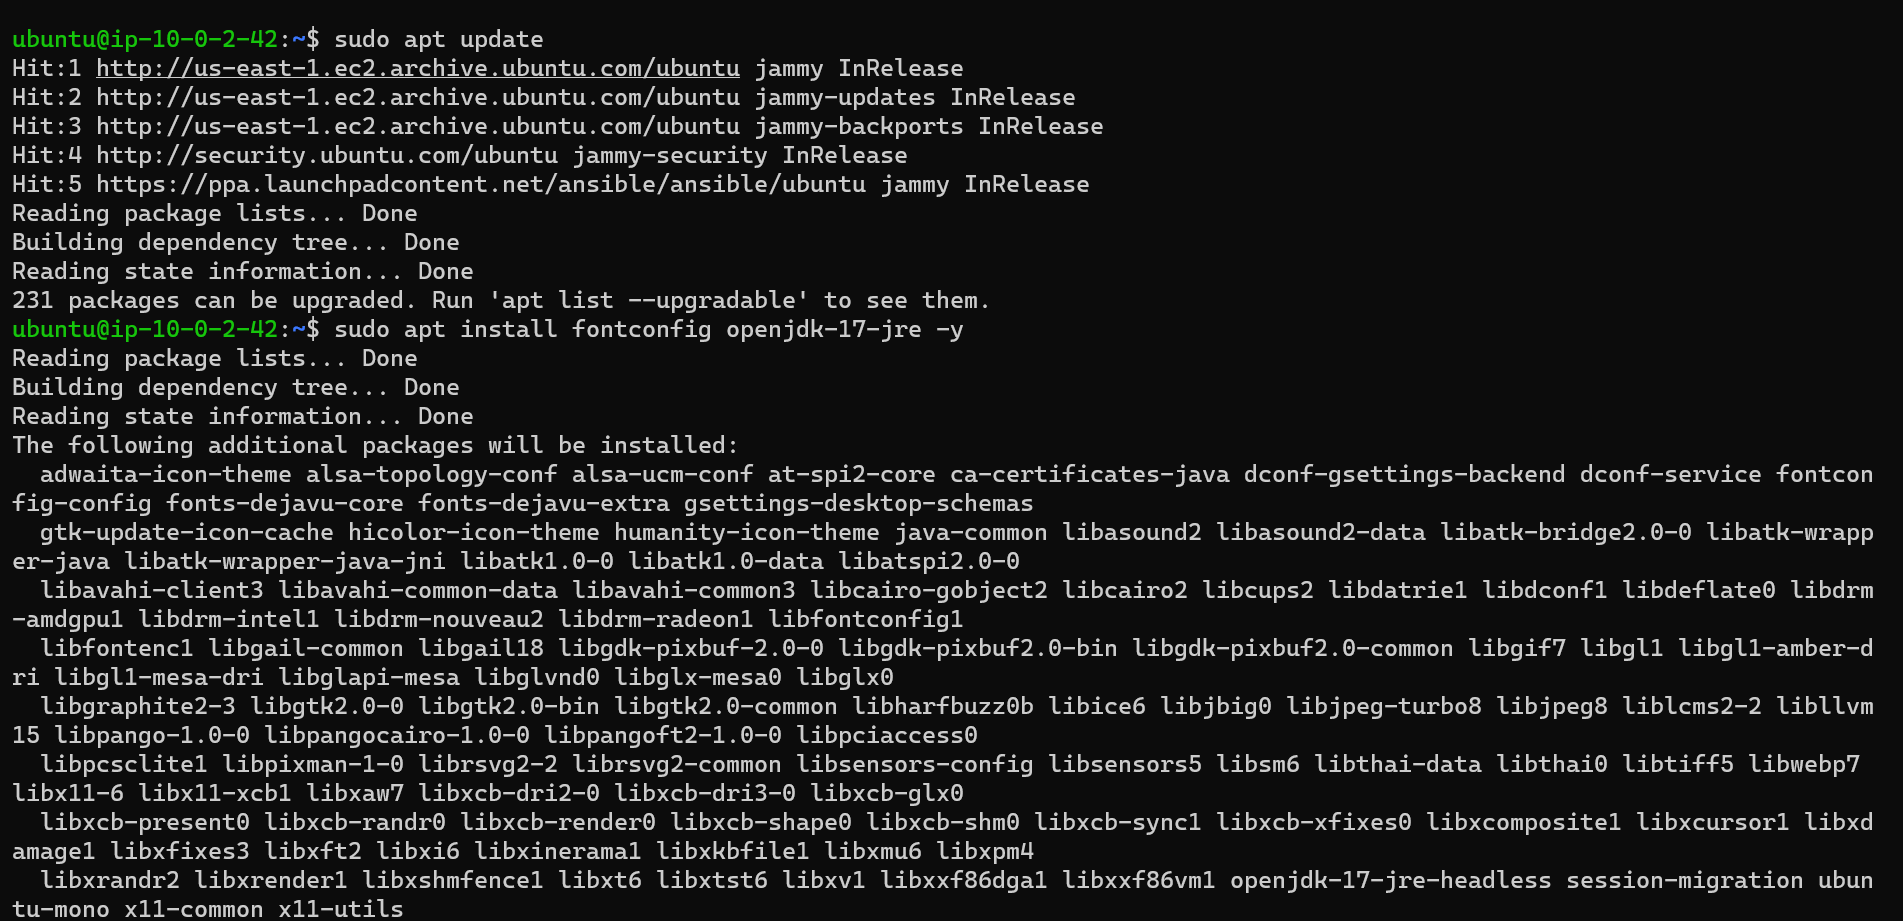 ubuntu@ip-10-0-2-42:~$ sudo apt update
Hit:1 http://us-east-1.ec2.archive.ubuntu.com/ubuntu jammy InRelease
Hit:2 http://us-east-1.ec2.archive.ubuntu.com/ubuntu jammy-updates InRelease
Hit:3 http://us-east-1.ec2.archive.ubuntu.com/ubuntu jammy-backports InRelease
Hit:4 http://security.ubuntu.com/ubuntu jammy-security InRelease
Hit:5 https://ppa.launchpadcontent.net/ansible/ansible/ubuntu jammy InRelease
Reading package lists... Done
Building dependency tree... Done
Reading state information... Done
231 packages can be upgraded. Run 'apt list --upgradable' to see them.
ubuntu@ip-10-0-2-42:~$ sudo apt install fontconfig openjdk-17-jre -y
Reading package lists... Done
Building dependency tree... Done
Reading state information... Done
The following additional packages will be installed:
  adwaita-icon-theme alsa-topology-conf alsa-ucm-conf at-spi2-core ca-certificates-java dconf-gsettings-backend dconf-service fontcon
fig-config fonts-dejavu-core fonts-dejavu-extra gsettings-desktop-schemas
  gtk-update-icon-cache hicolor-icon-theme humanity-icon-theme java-common libasound2 libasound2-data libatk-bridge2.0-0 libatk-wrapp
er-java libatk-wrapper-java-jni libatk1.0-0 libatk1.0-data libatspi2.0-0
  libavahi-client3 libavahi-common-data libavahi-common3 libcairo-gobject2 libcairo2 libcups2 libdatrie1 libdconf1 libdeflate0 libdrm
-amdgpu1 libdrm-intel1 libdrm-nouveau2 libdrm-radeon1 libfontconfig1
  libfontenc1 libgail-common libgail18 libgdk-pixbuf-2.0-0 libgdk-pixbuf2.0-bin libgdk-pixbuf2.0-common libgif7 libgl1 libgl1-amber-d
ri libgl1-mesa-dri libglapi-mesa libglvnd0 libglx-mesa0 libglx0
  libgraphite2-3 libgtk2.0-0 libgtk2.0-bin libgtk2.0-common libharfbuzz0b libice6 libjbig0 libjpeg-turbo8 libjpeg8 liblcms2-2 libllvm
15 libpango-1.0-0 libpangocairo-1.0-0 libpangoft2-1.0-0 libpciaccess0
  libpcsclite1 libpixman-1-0 librsvg2-2 librsvg2-common libsensors-config libsensors5 libsm6 libthai-data libthai0 libtiff5 libwebp7
libx11-6 libx11-xcb1 libxaw7 libxcb-dri2-0 libxcb-dri3-0 libxcb-glx0
  libxcb-present0 libxcb-randr0 libxcb-render0 libxcb-shape0 libxcb-shm0 libxcb-sync1 libxcb-xfixes0 libxcomposite1 libxcursor1 libxd
amage1 libxfixes3 libxft2 libxi6 libxinerama1 libxkbfile1 libxmu6 libxpm4
  libxrandr2 libxrender1 libxshmfence1 libxt6 libxtst6 libxv1 libxxf86dga1 libxxf86vm1 openjdk-17-jre-headless session-migration ubun
tu-mono x11-common x11-utils